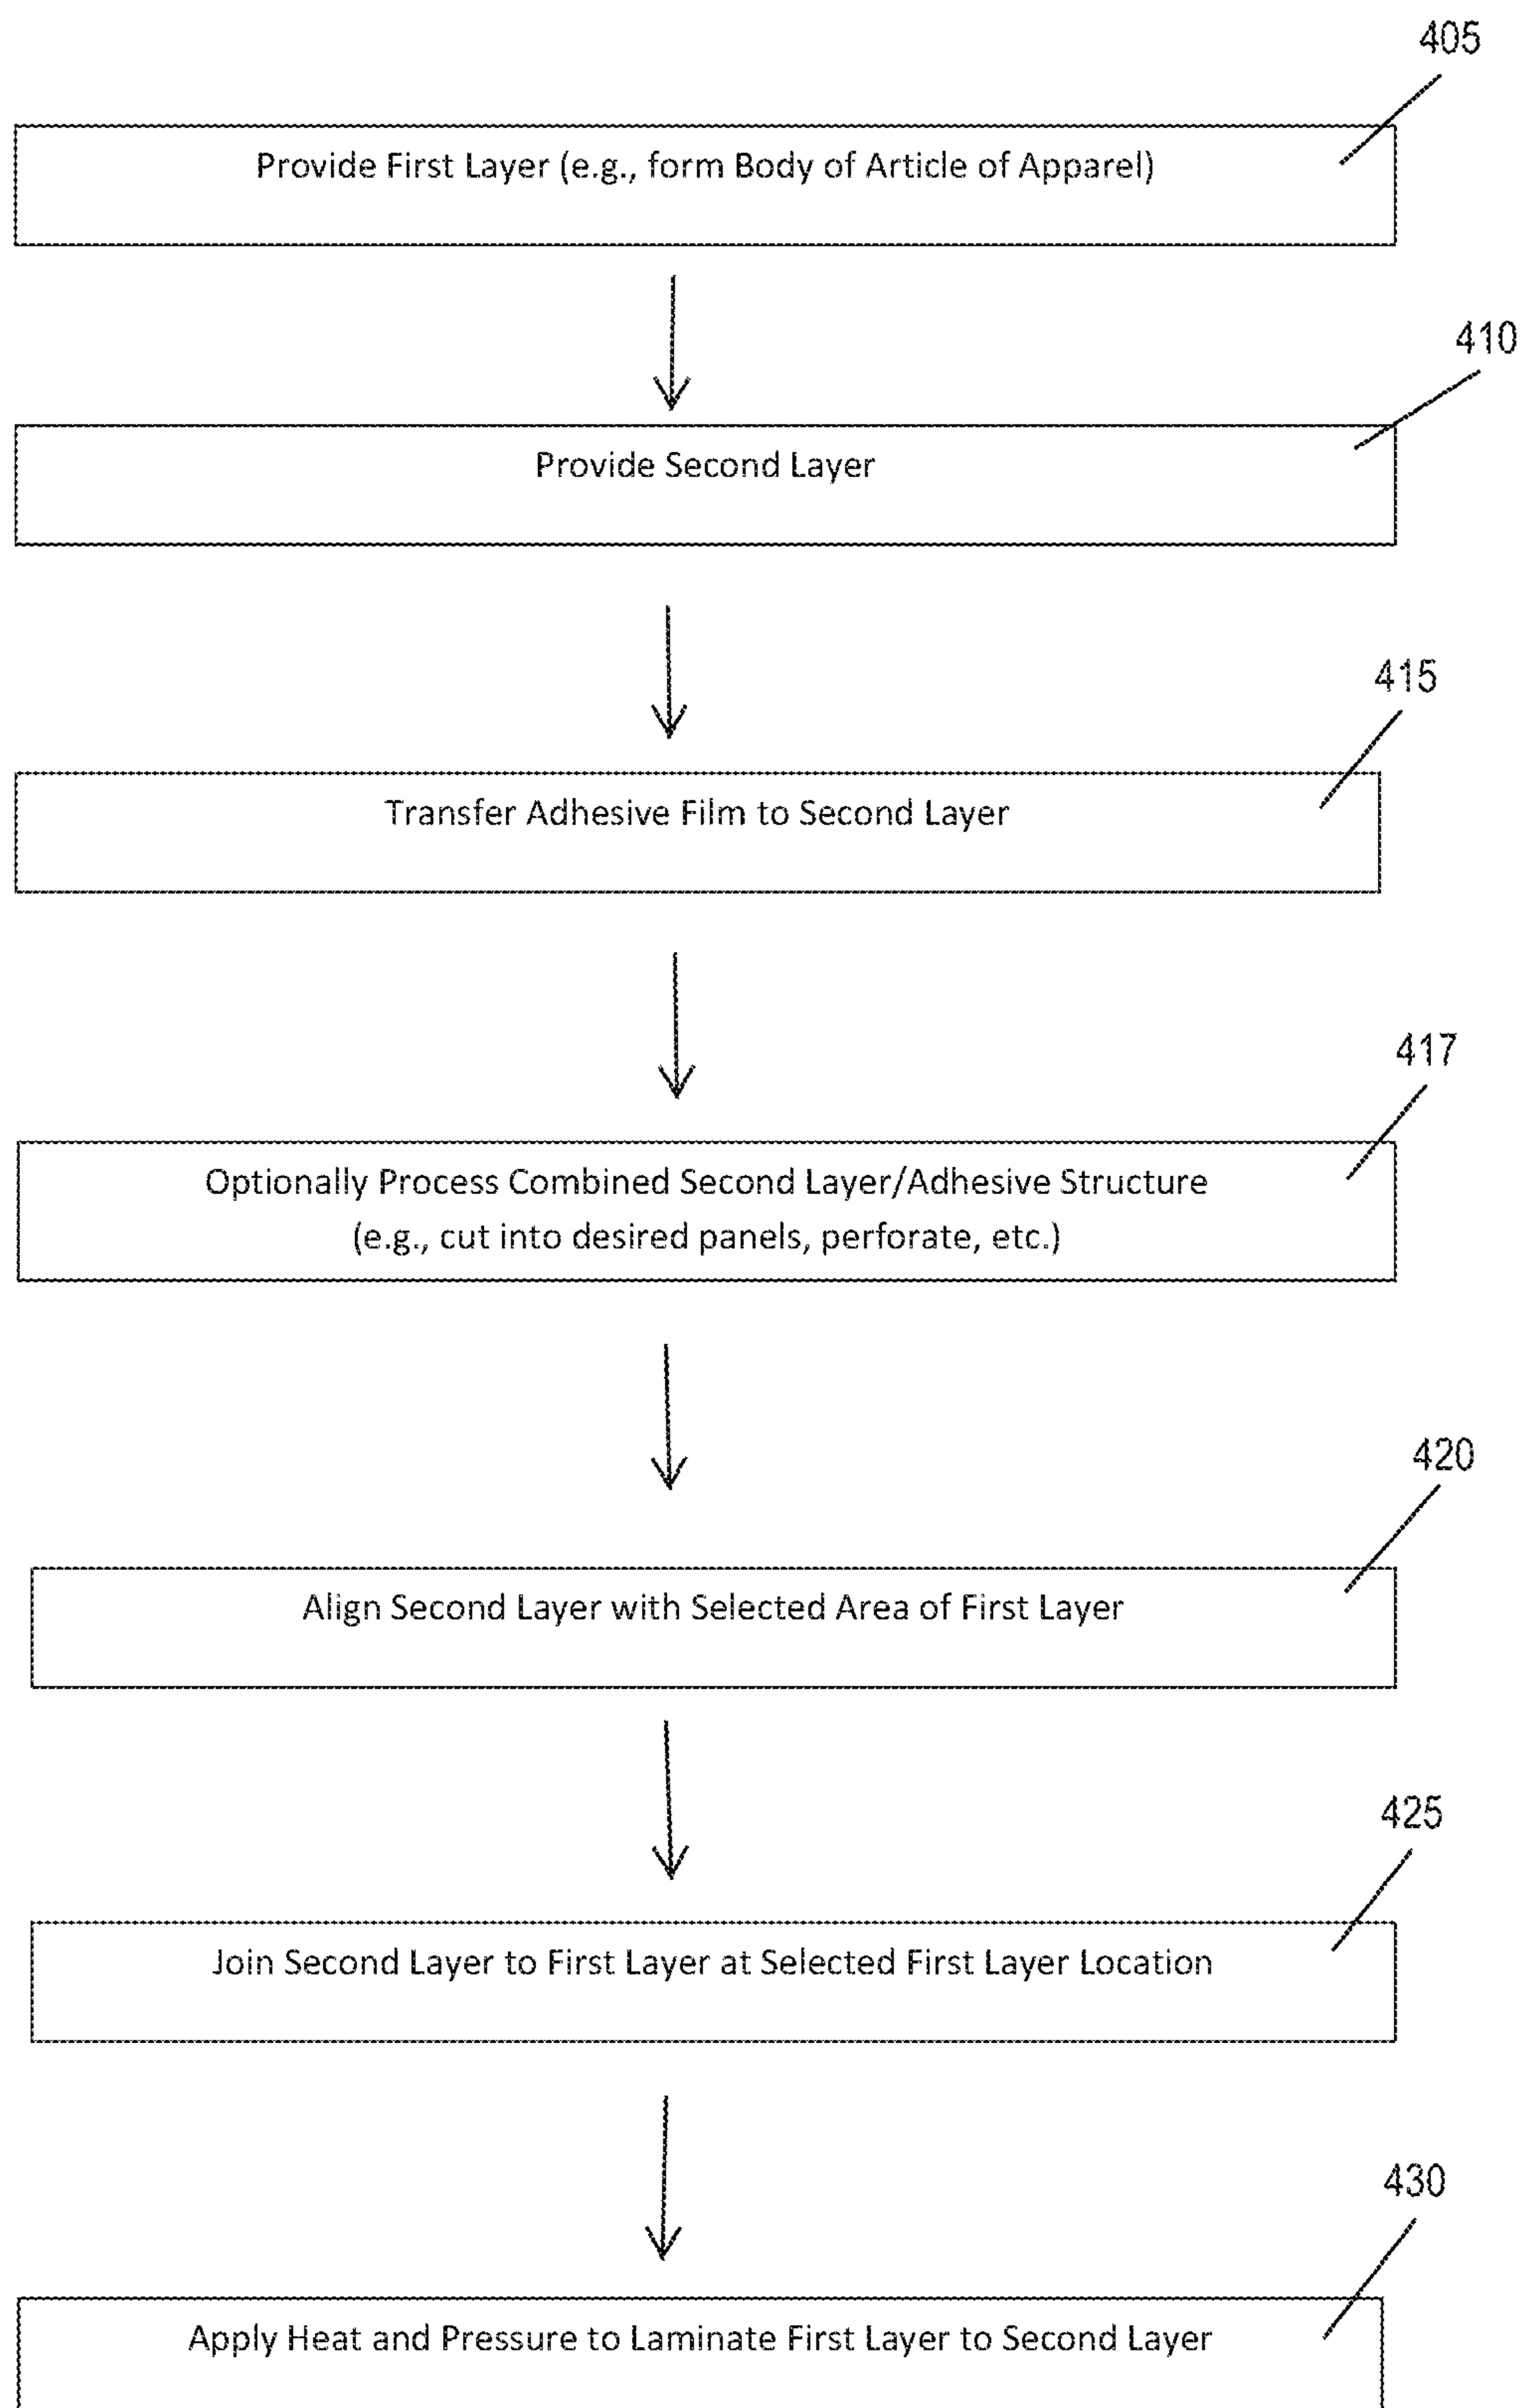 405
Provide First Layer (e.g., form Body of Article of Apparel)
410
Provide Second Layer
415
Transfer Adhesive Film to Second Layer
417
Optionally Process Combined Second Layer/Adhesive Structure
(e.g., cut into desired panels, perforate, etc.)
420
Align Second Layer with Selected Area of First Layer
425
Join Second Layer to First Layer at Selected First Layer Location
430
Apply Heat and Pressure to Laminate First Layer to Second Layer